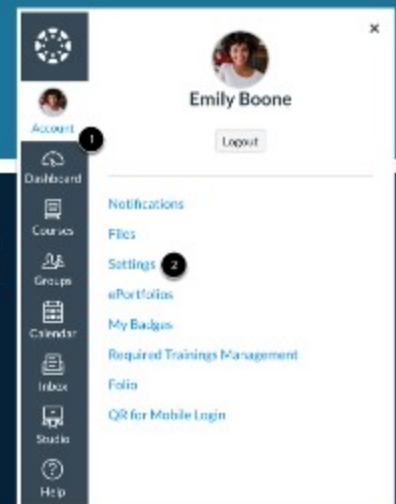 Emily Boone
Logout
Account
1
Dashboard
Courses
Groups
Calendar
Inbox
Studio
Help
Notifications
Files
Settings 2
ePortfolios
My Badges
Required Trainings Management
Folio
QR for Mobile Login